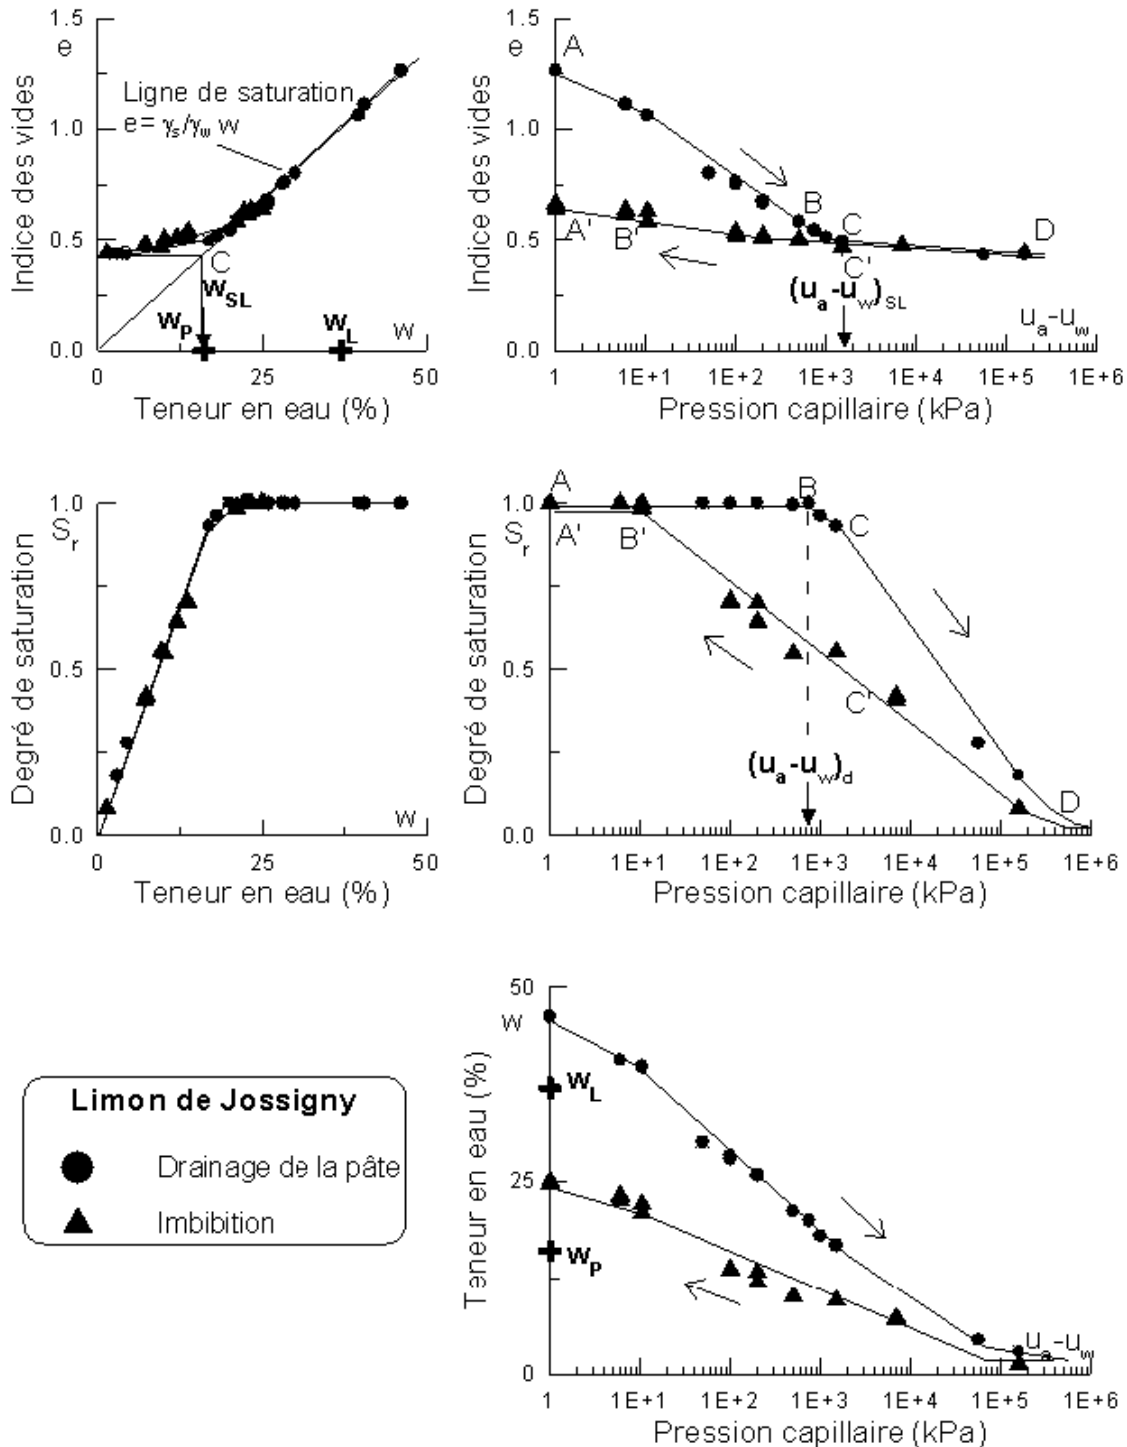 1.5
e
Indice des vides
Ligne de saturation
e= γs/γw w
1.0
0.5
0.0
C
wSL
wP
wL
w
0 25 50
Teneur en eau (%)
1.5
e
A
Indice des vides
1.0
B
C
0.5
A'
B'
C'
D
(ua-uw)SL
ua-uw
0.0
1 1E+1 1E+2 1E+3 1E+4 1E+5 1E+6
Pression capillaire (kPa)
1.0
Sr
Degré de saturation
0.5
0.0
w
0 25 50
Teneur en eau (%)
A
B
1.0
Sr
A'
B'
C
Degré de saturation
0.5
C'
(ua-uw)d
D
0.0
1 1E+1 1E+2 1E+3 1E+4 1E+5 1E+6
Pression capillaire (kPa)
50
w
Teneur en eau (%)
wL
25
wP
ua-uw
0
1 1E+1 1E+2 1E+3 1E+4 1E+5 1E+6
Pression capillaire (kPa)
Limon de Jossigny
Drainage de la pâte
Imbibition